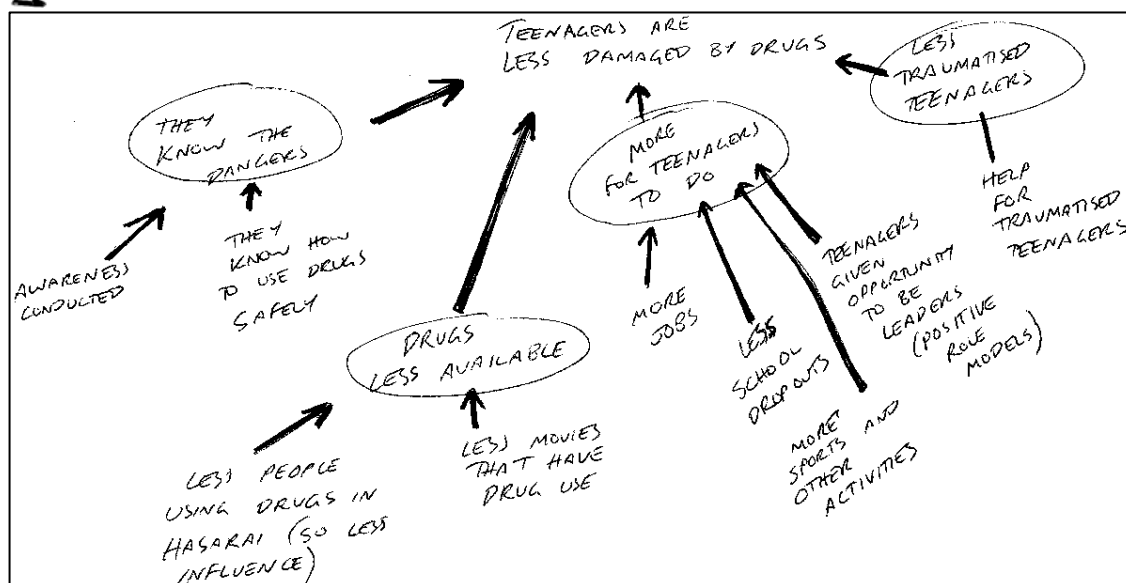 TEENAGERS ARE
LESS DAMAGED BY DRUGS
LESS
TRAUMATISED
TEENAGERS
THEY
KNOW THE
DANGERS
MORE
FOR TEENAGERS
TO DO
HELP
FOR
TRAUMATISED
TEENAGERS
AWARENESS
CONDUCTED
THEY
KNOW HOW
TO USE DRUGS
SAFELY
DRUGS
LESS AVAILABLE
MORE
JOBS
LESS
SCHOOL
DROPOUTS
TEENAGERS
GIVEN
OPPORTUNITY
TO BE
LEADERS
(POSITIVE
ROLE
MODELS)
LESS PEOPLE
USING DRUGS IN
HASARAI (SO LESS
INFLUENCE)
LESS MOVIES
THAT HAVE
DRUG USE
MORE
SPORTS AND
OTHER
ACTIVITIES